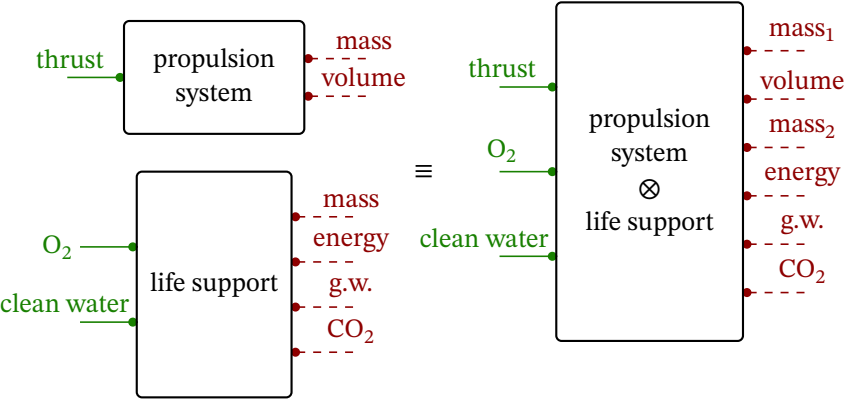 thrust
propulsion
system
mass
volume
O₂
clean water
life support
mass
energy
g.w.
CO₂
≡
thrust
O₂
clean water
propulsion
system
⊗
life support
mass₁
volume
mass₂
energy
g.w.
CO₂